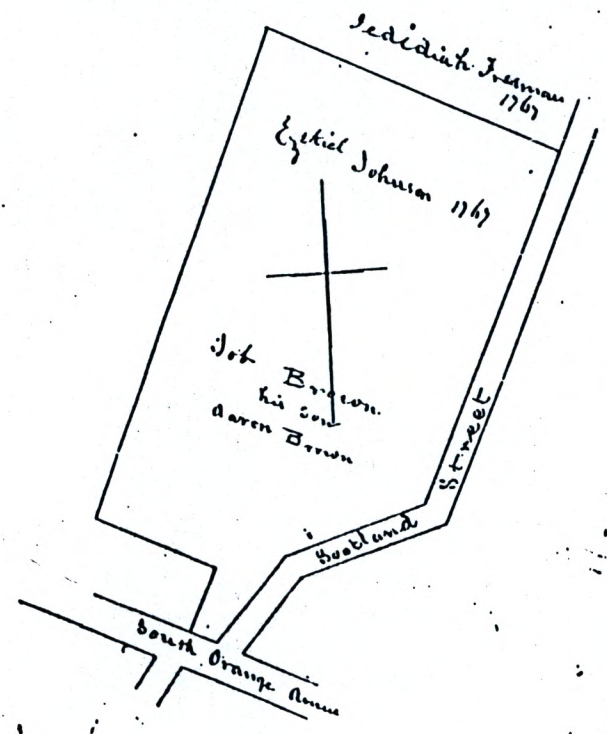 Jedidiah Freeman
1767
Ezekiel Johnson 1767
Job Brown
his son
Aaron Brown
Scotland Street
South Orange Avenue